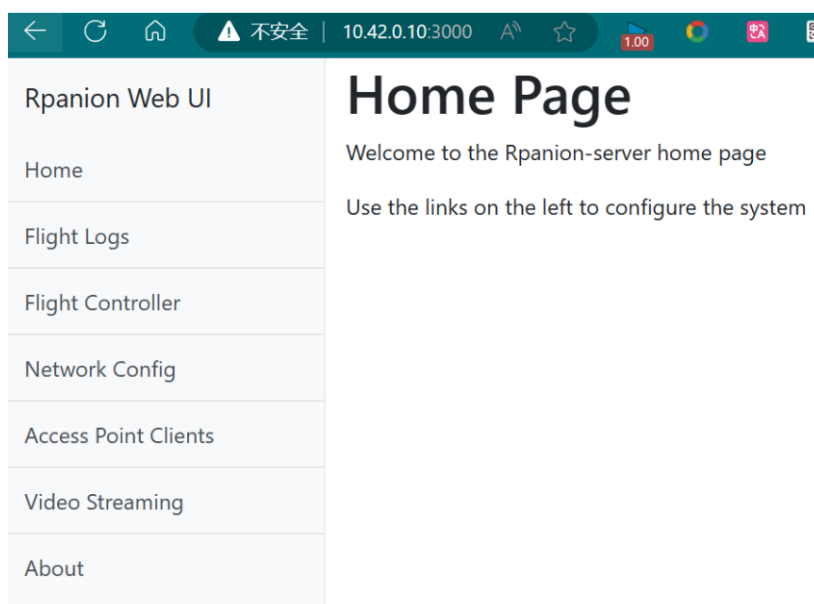 不安全 10.42.0.10:3000 A 1.00
Rpanion Web UI
Home
Flight Logs
Flight Controller
Network Config
Access Point Clients
Video Streaming
About
Home Page
Welcome to the Rpanion-server home page
Use the links on the left to configure the system